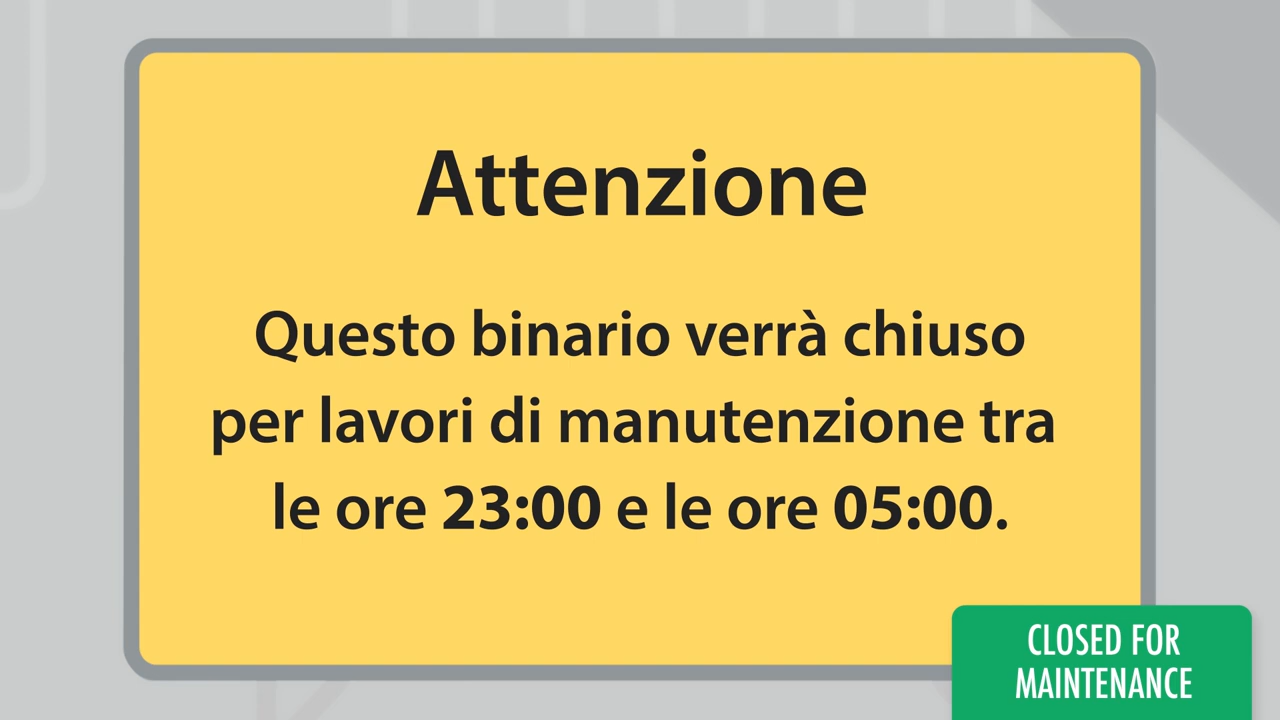 Attenzione
Questo binario verrà chiuso
per lavori di manutenzione tra
le ore 23:00 e le ore 05:00.
CLOSED FOR
MAINTENANCE